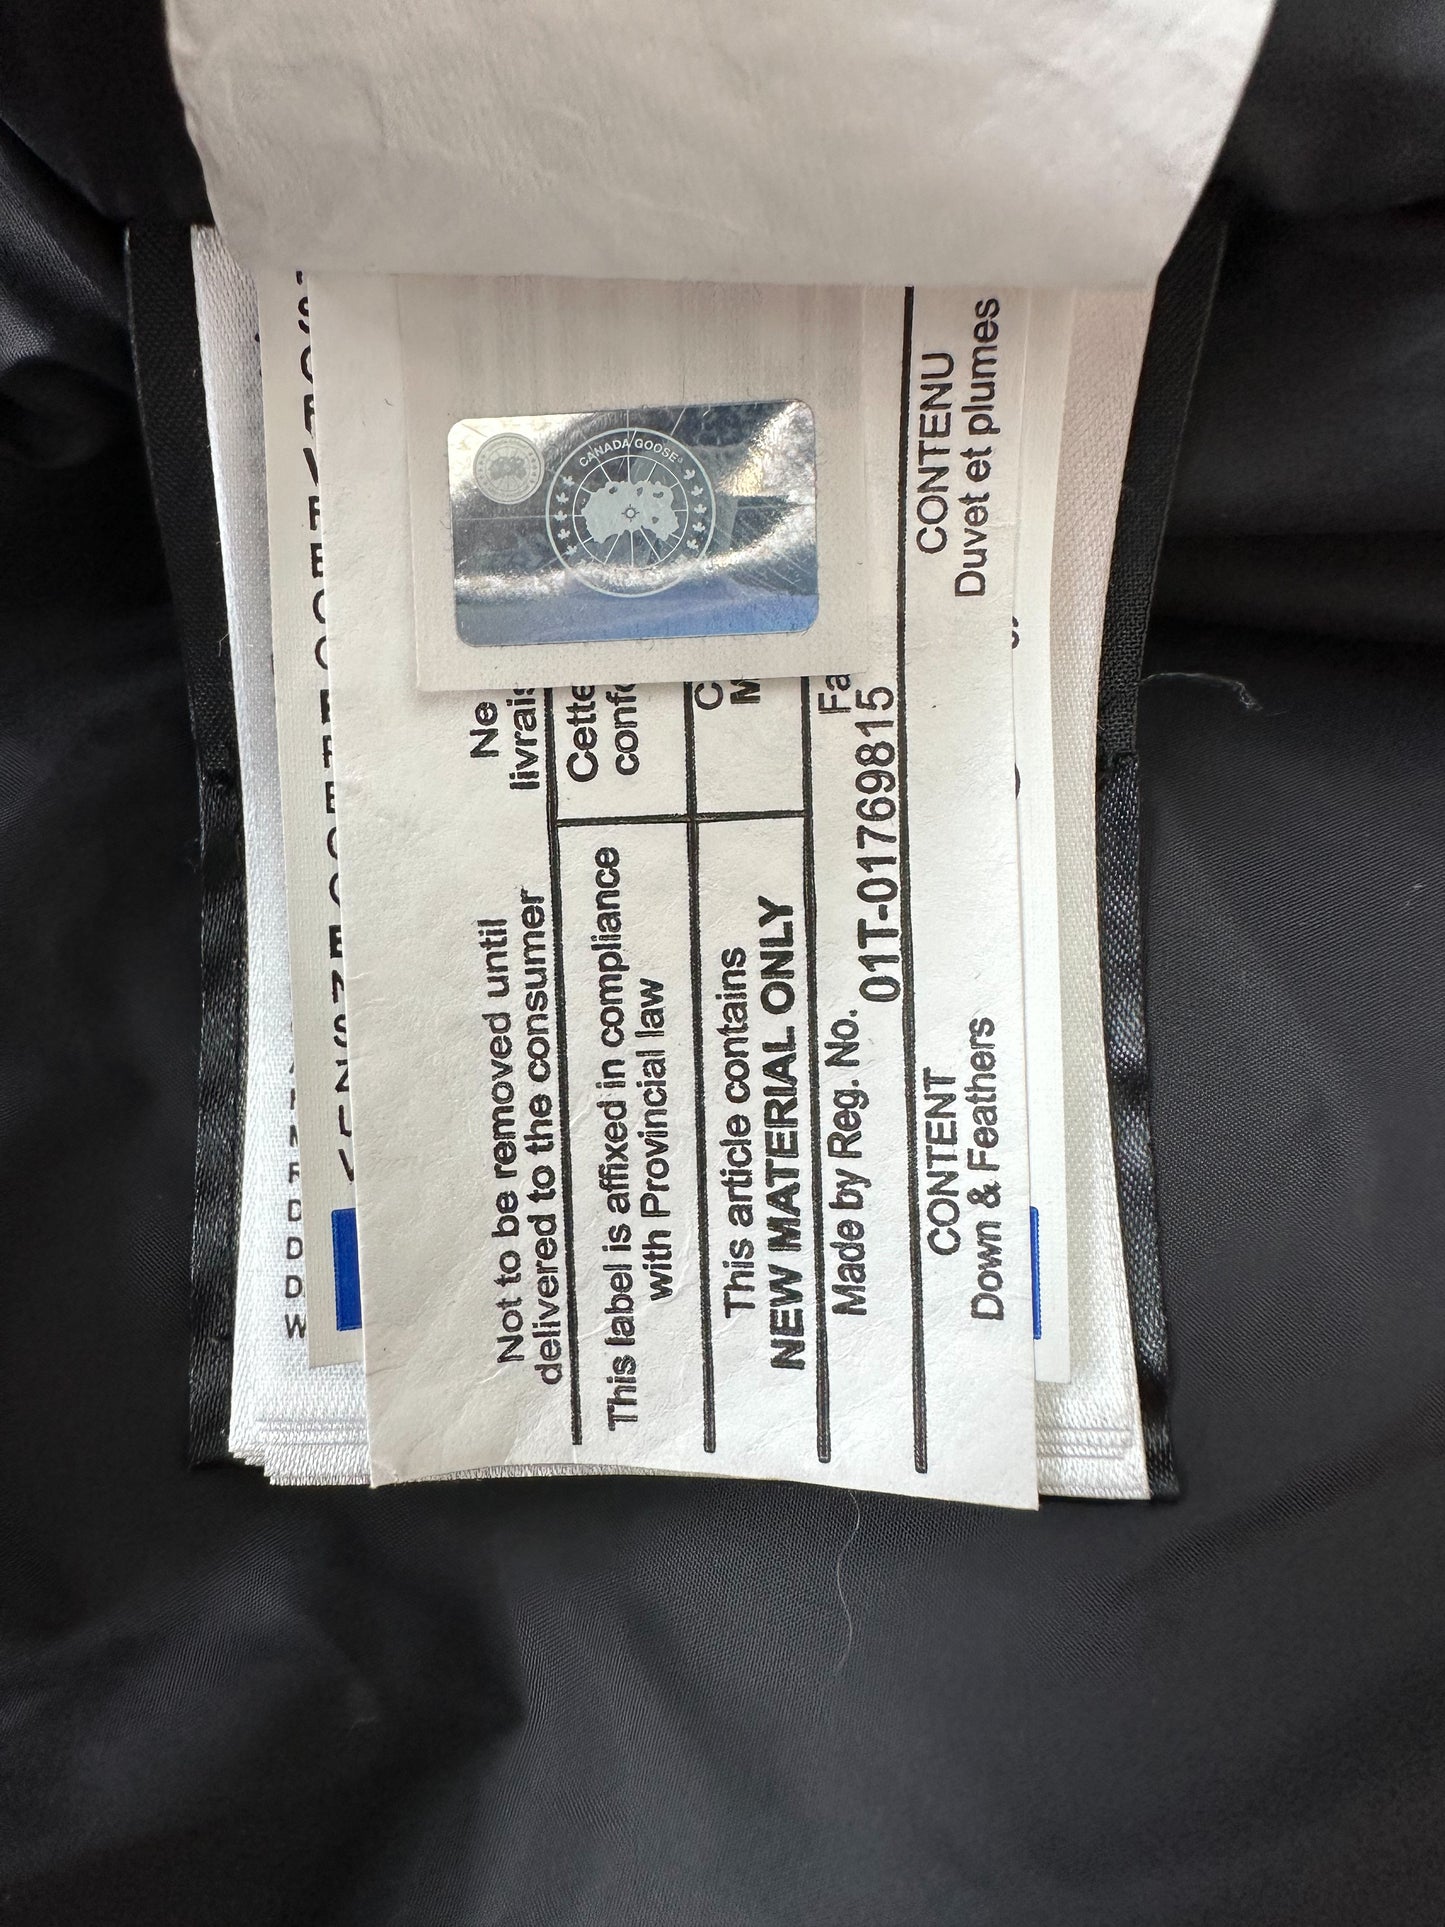 CANADA GOOSE
Not to be removed until
delivered to the consumer
Ne
livrais
This label is affixed in compliance
with Provincial law
Cette
conf
This article contains
NEW MATERIAL ONLY
C
M
Made by Reg. No.
Fa
01T-01769815
CONTENT
Down & Feathers
CONTENU
Duvet et plumes